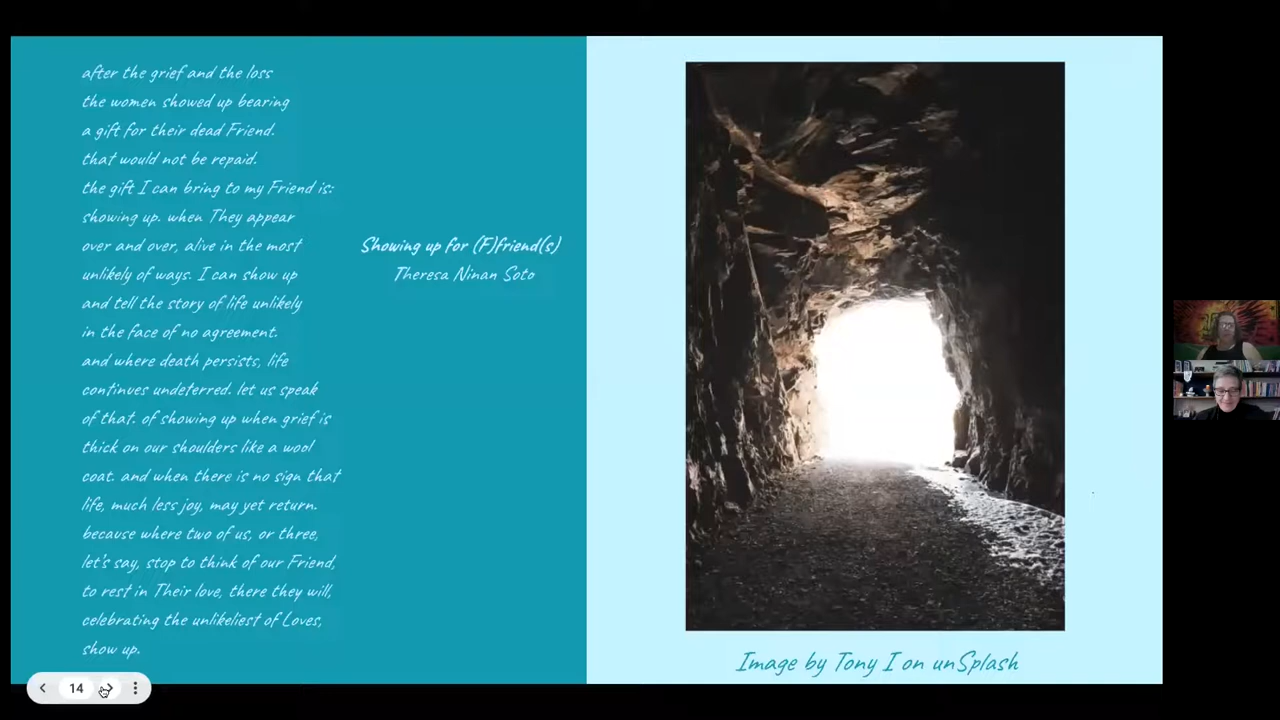 after the grief and the loss
the women showed up bearing
a gift for their dead Friend.
that would not be repaid.
the gift I can bring to my Friend is:
showing up. when They appear
over and over, alive in the most
unlikely of ways. I can show up
and tell the story of life unlikely
in the face of no agreement.
and where death persists, life
continues undeterred. let us speak
of that. of showing up when grief is
thick on our shoulders like a wool
coat. and when there is no sign that
life, much less joy, may yet return.
because where two of us, or three,
let's say, stop to think of our Friend,
to rest in Their love, there they will,
celebrating the unlikeliest of Loves,
show up.
Showing up for (F)friend(s)
Theresa Ninan Soto
Image by Tony I on unSplash
14